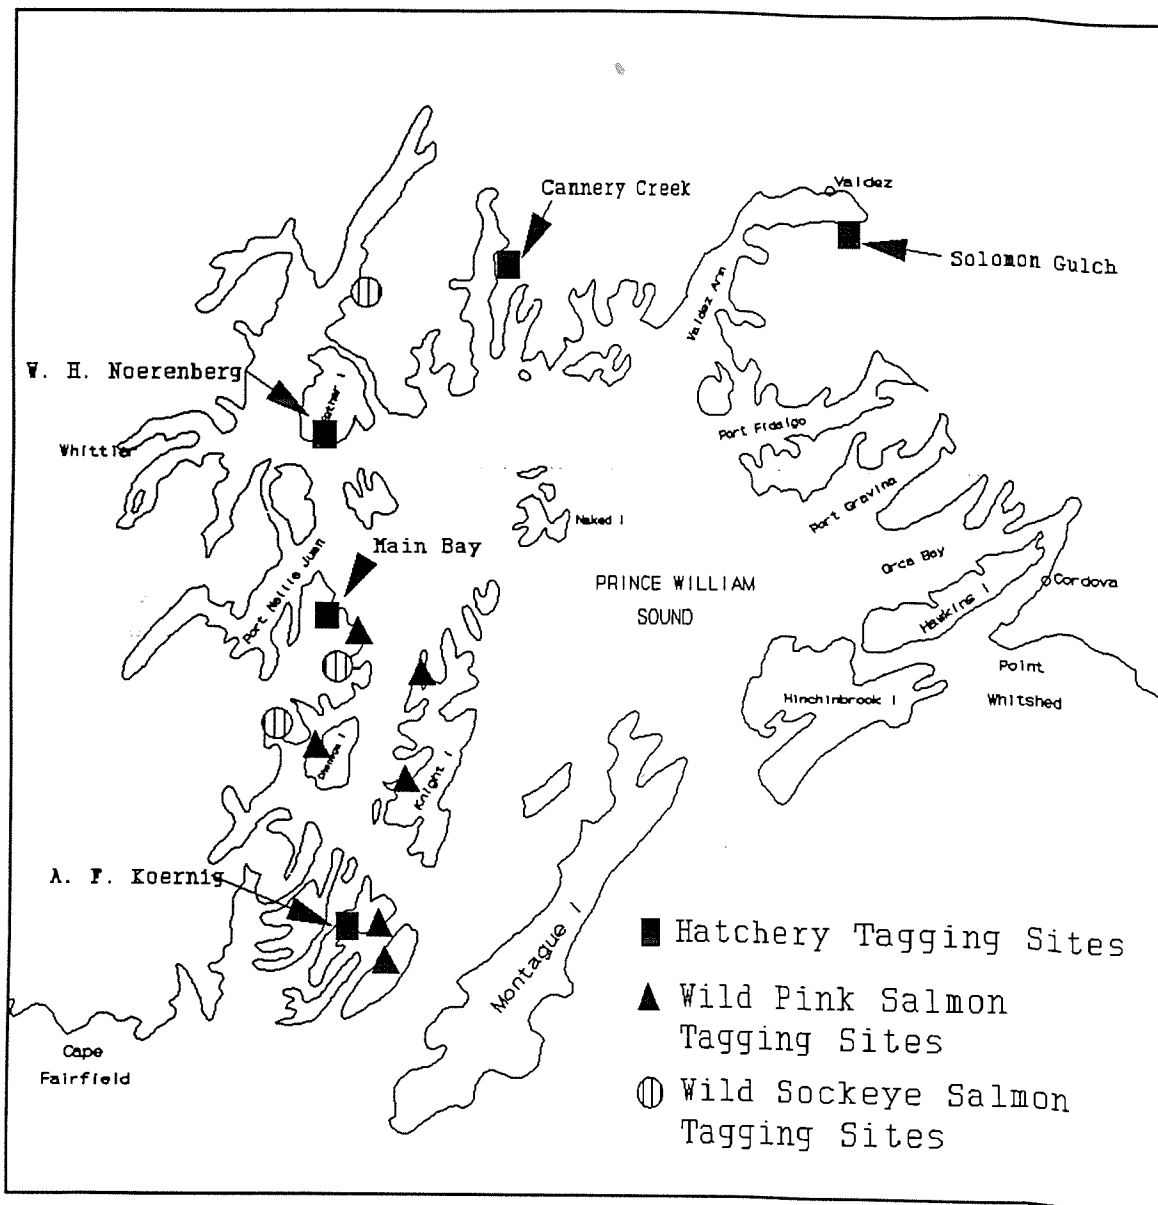 Cannery Creek
Valdez
Solomon Gulch
Valdez Arm
W. H. Noerenberg
Esther I
Port Fidalgo
Whittier
Port Gravina
Naked I
Main Bay
Orca Bay
Port Nellie Juan
PRINCE WILLIAM
SOUND
Cordova
Hawkins I
Point
Whitshed
Hinchinbrook I
Chenega I
Knight I
A. F. Koernig
Montague I
Hatchery Tagging Sites
Wild Pink Salmon
Tagging Sites
Cape
Fairfield
Wild Sockeye Salmon
Tagging Sites